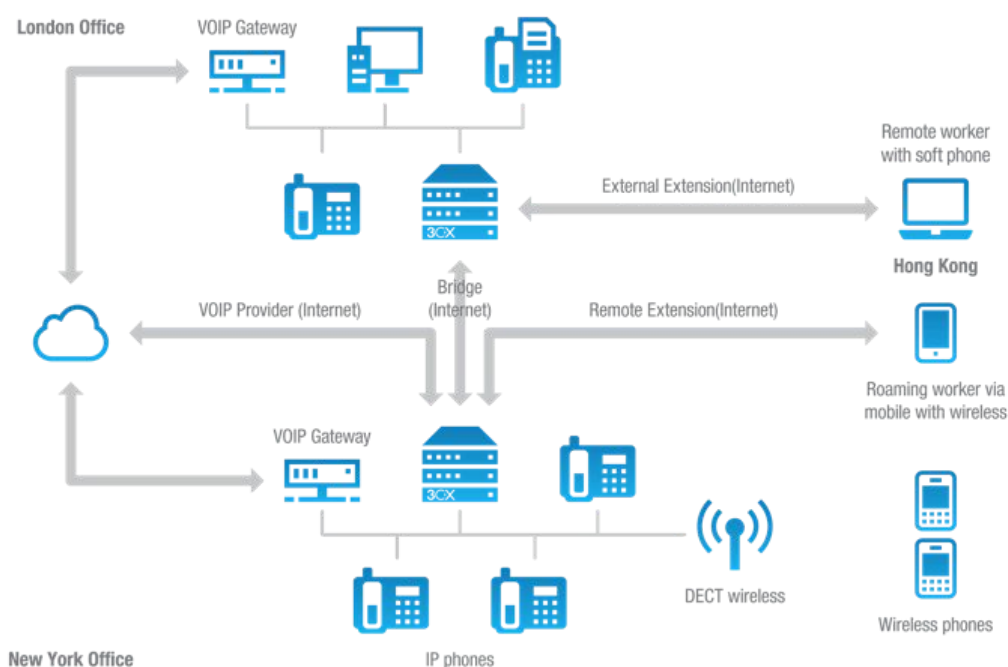 London Office
VOIP Gateway
Remote worker
with soft phone
External Extension(Internet)
3CX
Hong Kong
Bridge
(Internet)
VOIP Provider (Internet)
Remote Extension(Internet)
Roaming worker via
mobile with wireless
VOIP Gateway
3CX
DECT wireless
Wireless phones
New York Office
IP phones